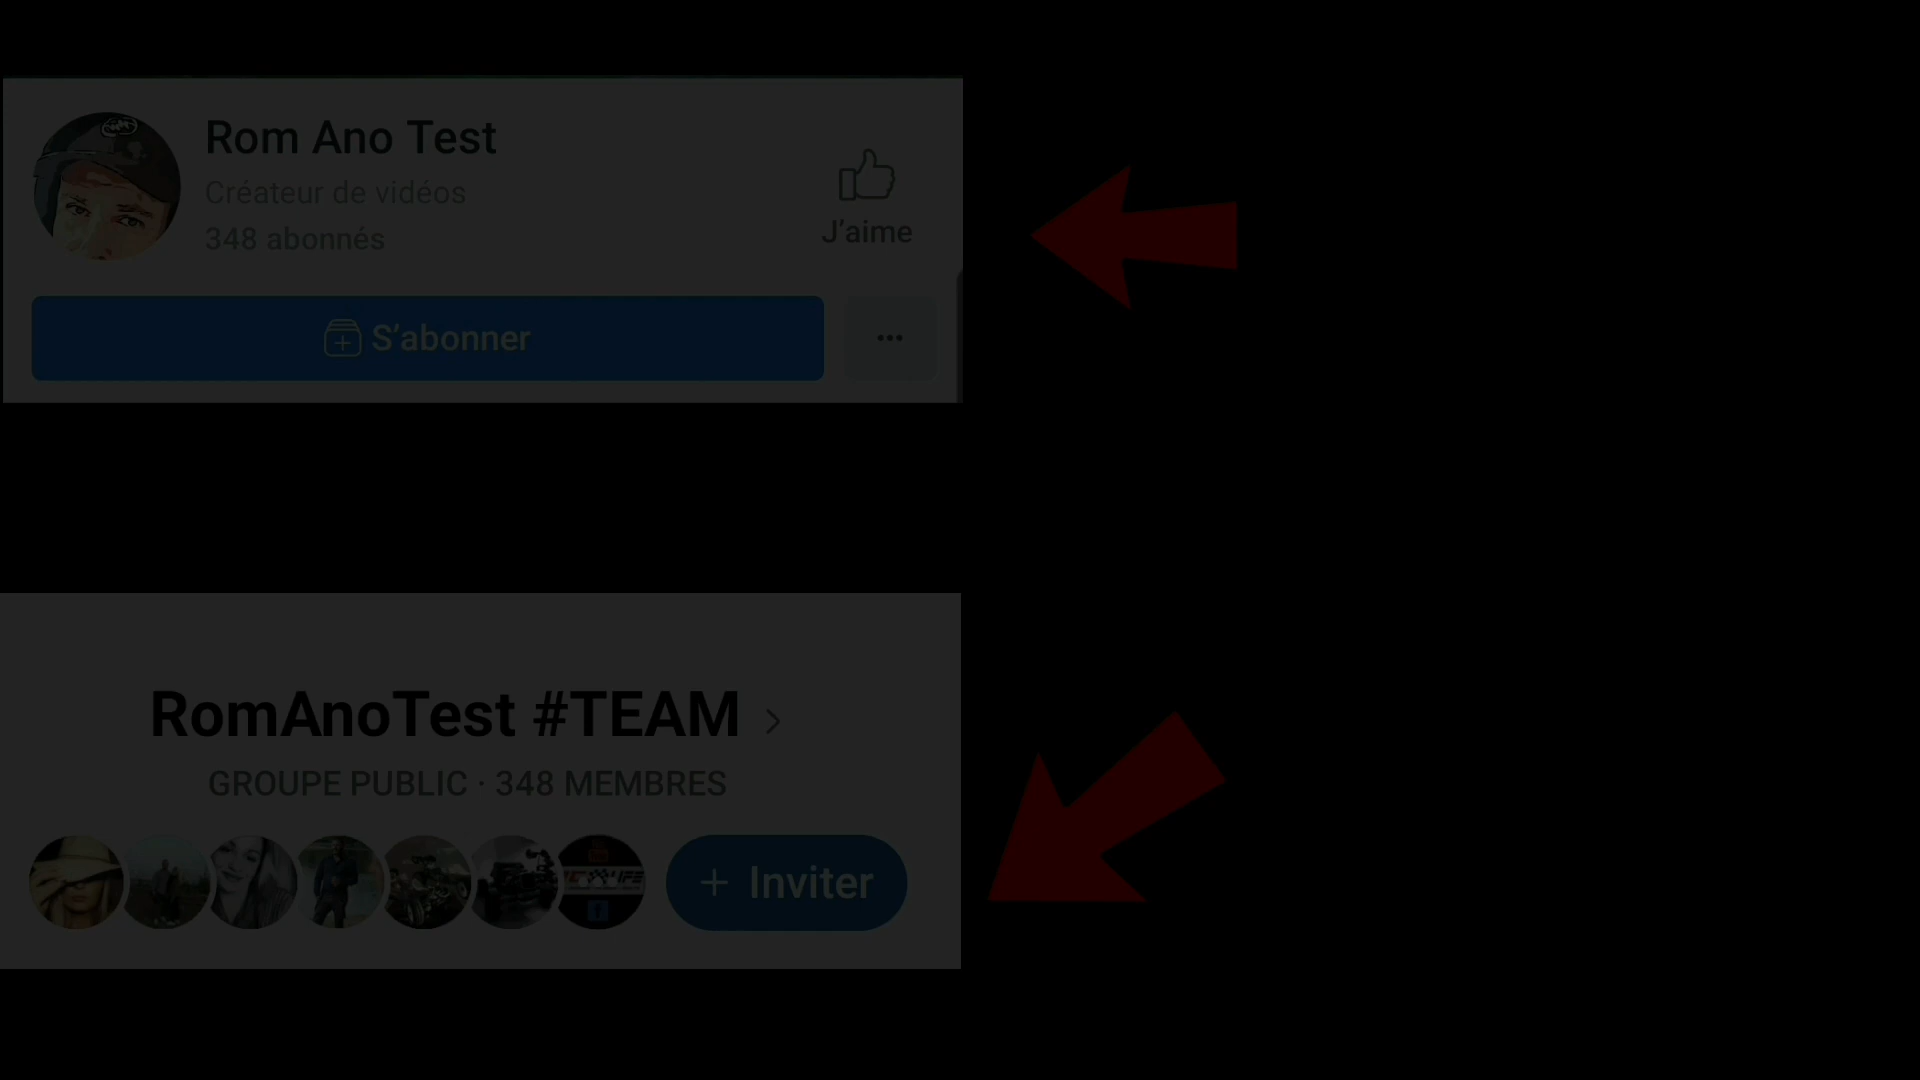 Rom Ano Test
Créateur de vidéos
348 abonnés
J'aime
S'abonner
RomAnoTest #TEAM
GROUPE PUBLIC · 348 MEMBRES
+ Inviter